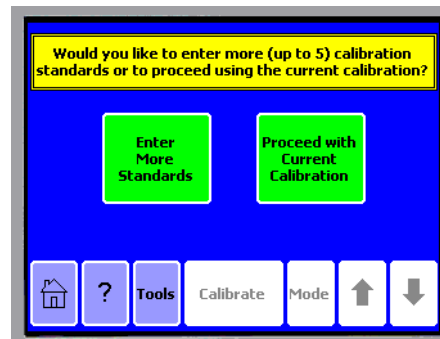 Would you like to enter more (up to 5) calibration
standards or to proceed using the current calibration?
Enter
More
Standards
Proceed with
Current
Calibration
?
Tools
Calibrate
Mode